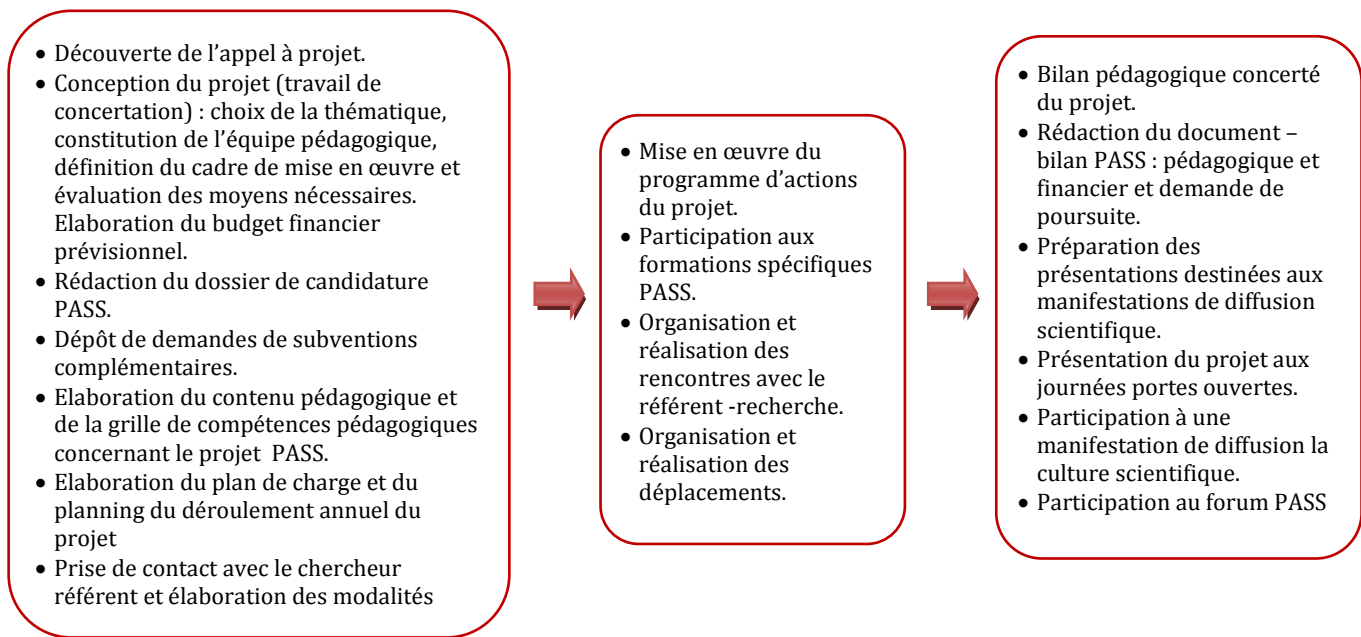 • Découverte de l’appel à projet.
• Conception du projet (travail de
concertation) : choix de la thématique,
constitution de l’équipe pédagogique,
définition du cadre de mise en œuvre et
évaluation des moyens nécessaires.
Elaboration du budget financier
prévisionnel.
• Rédaction du dossier de candidature
PASS.
• Dépôt de demandes de subventions
complémentaires.
• Elaboration du contenu pédagogique et
de la grille de compétences pédagogiques
concernant le projet PASS.
• Elaboration du plan de charge et du
planning du déroulement annuel du
projet
• Prise de contact avec le chercheur
référent et élaboration des modalités
• Mise en œuvre du
programme d’actions
du projet.
• Participation aux
formations spécifiques
PASS.
• Organisation et
réalisation des
rencontres avec le
référent -recherche.
• Organisation et
réalisation des
déplacements.
• Bilan pédagogique concerté
du projet.
• Rédaction du document –
bilan PASS : pédagogique et
financier et demande de
poursuite.
• Préparation des
présentations destinées aux
manifestations de diffusion
scientifique.
• Présentation du projet aux
journées portes ouvertes.
• Participation à une
manifestation de diffusion la
culture scientifique.
• Participation au forum PASS